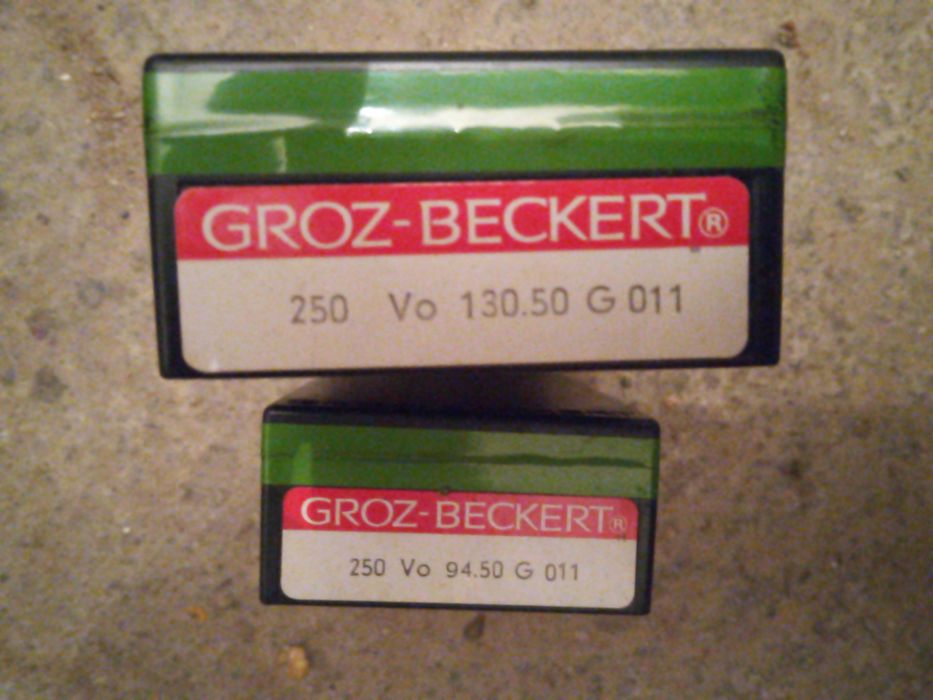 GROZ-BECKERT®
250 Vo 130.50 G 011
GROZ-BECKERT®
250 Vo 94.50 G 011